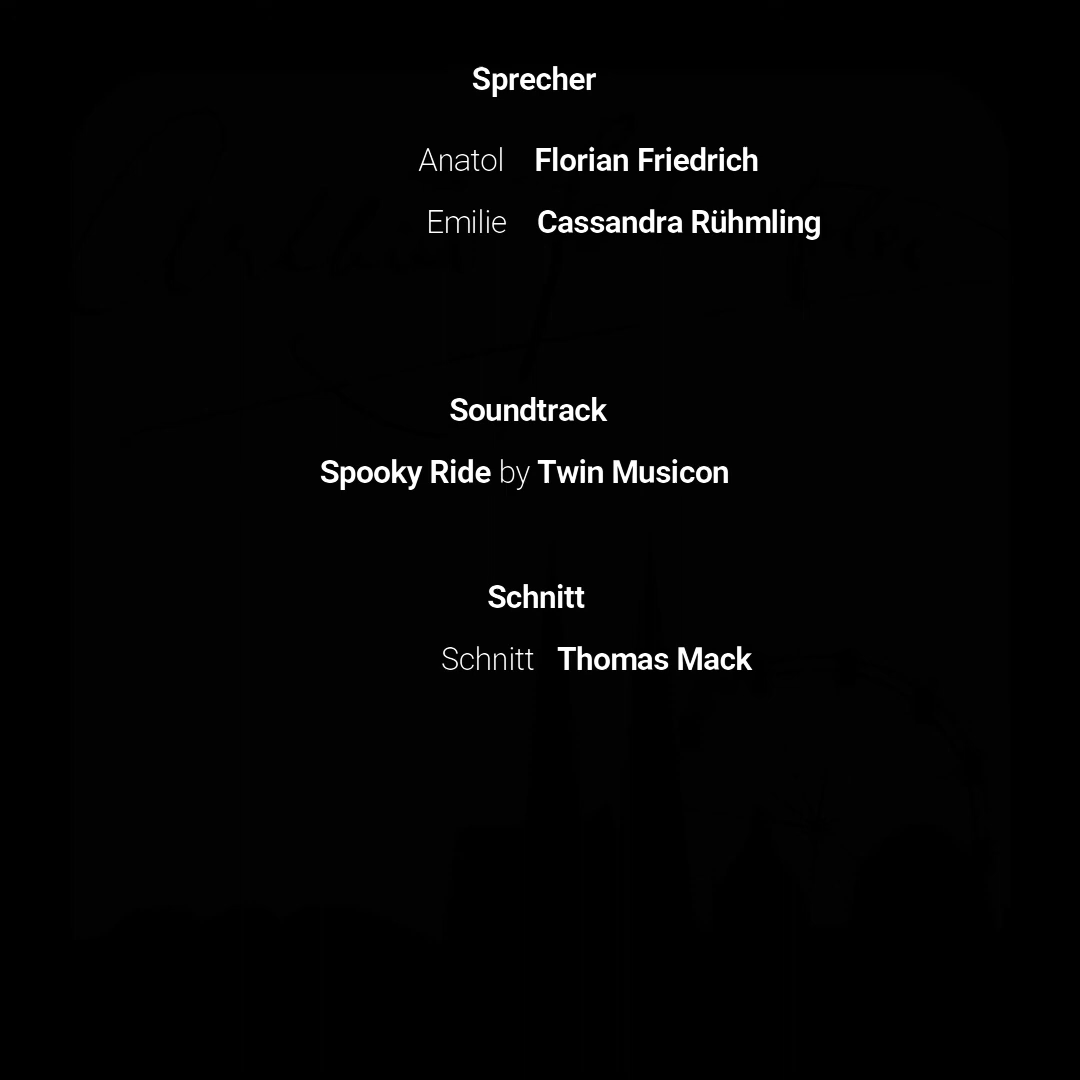 Sprecher
Anatol Florian Friedrich
Emilie Cassandra Rühmling
Soundtrack
Spooky Ride by Twin Musicon
Schnitt
Schnitt Thomas Mack